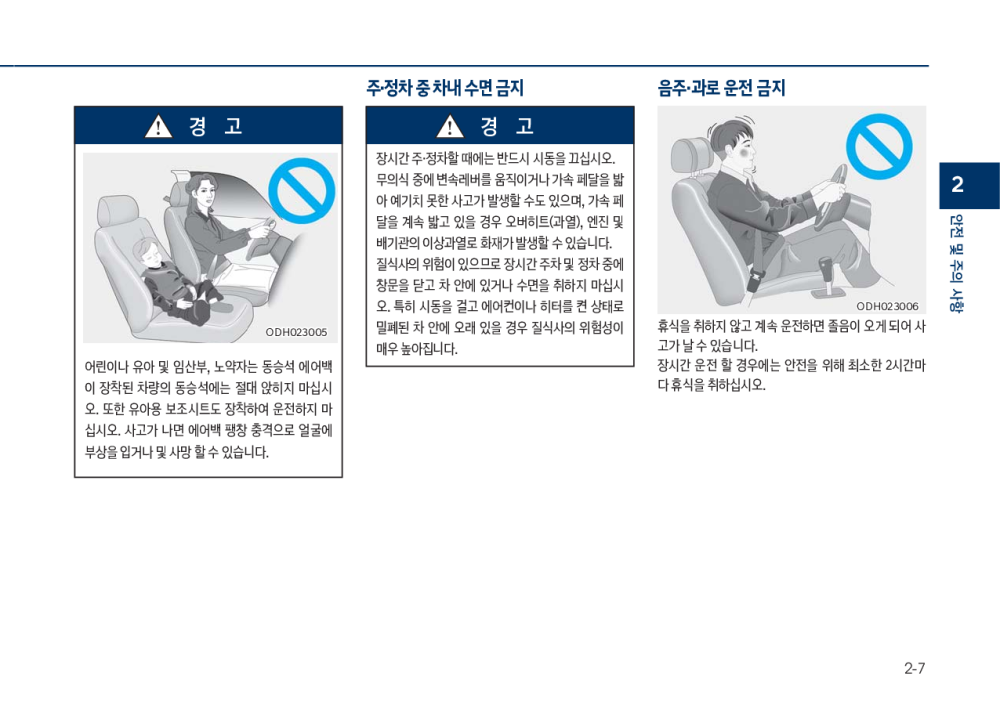 경 고
ODH023005
어린이나 유아 및 임산부, 노약자는 동승석 에어백
이 장착된 차량의 동승석에는 절대 앉히지 마십시
오. 또한 유아용 보조시트도 장착하여 운전하지 마
십시오. 사고가 나면 에어백 팽창 충격으로 얼굴에
부상을 입거나 및 사망 할 수 있습니다.
주·정차 중 차내 수면 금지
경 고
장시간 주·정차할 때에는 반드시 시동을 끄십시오.
무의식 중에 변속레버를 움직이거나 가속 페달을 밟
아 예기치 못한 사고가 발생할 수도 있으며, 가속 페
달을 계속 밟고 있을 경우 오버히트(과열), 엔진 및
배기관의 이상과열로 화재가 발생할 수 있습니다.
질식사의 위험이 있으므로 장시간 주차 및 정차 중에
창문을 닫고 차 안에 있거나 수면을 취하지 마십시
오. 특히 시동을 걸고 에어컨이나 히터를 켠 상태로
밀폐된 차 안에 오래 있을 경우 질식사의 위험성이
매우 높아집니다.
음주·과로 운전 금지
ODH023006
휴식을 취하지 않고 계속 운전하면 졸음이 오게 되어 사
고가 날 수 있습니다.
장시간 운전 할 경우에는 안전을 위해 최소한 2시간마
다 휴식을 취하십시오.
2
안전 및 주의 사항
2-7